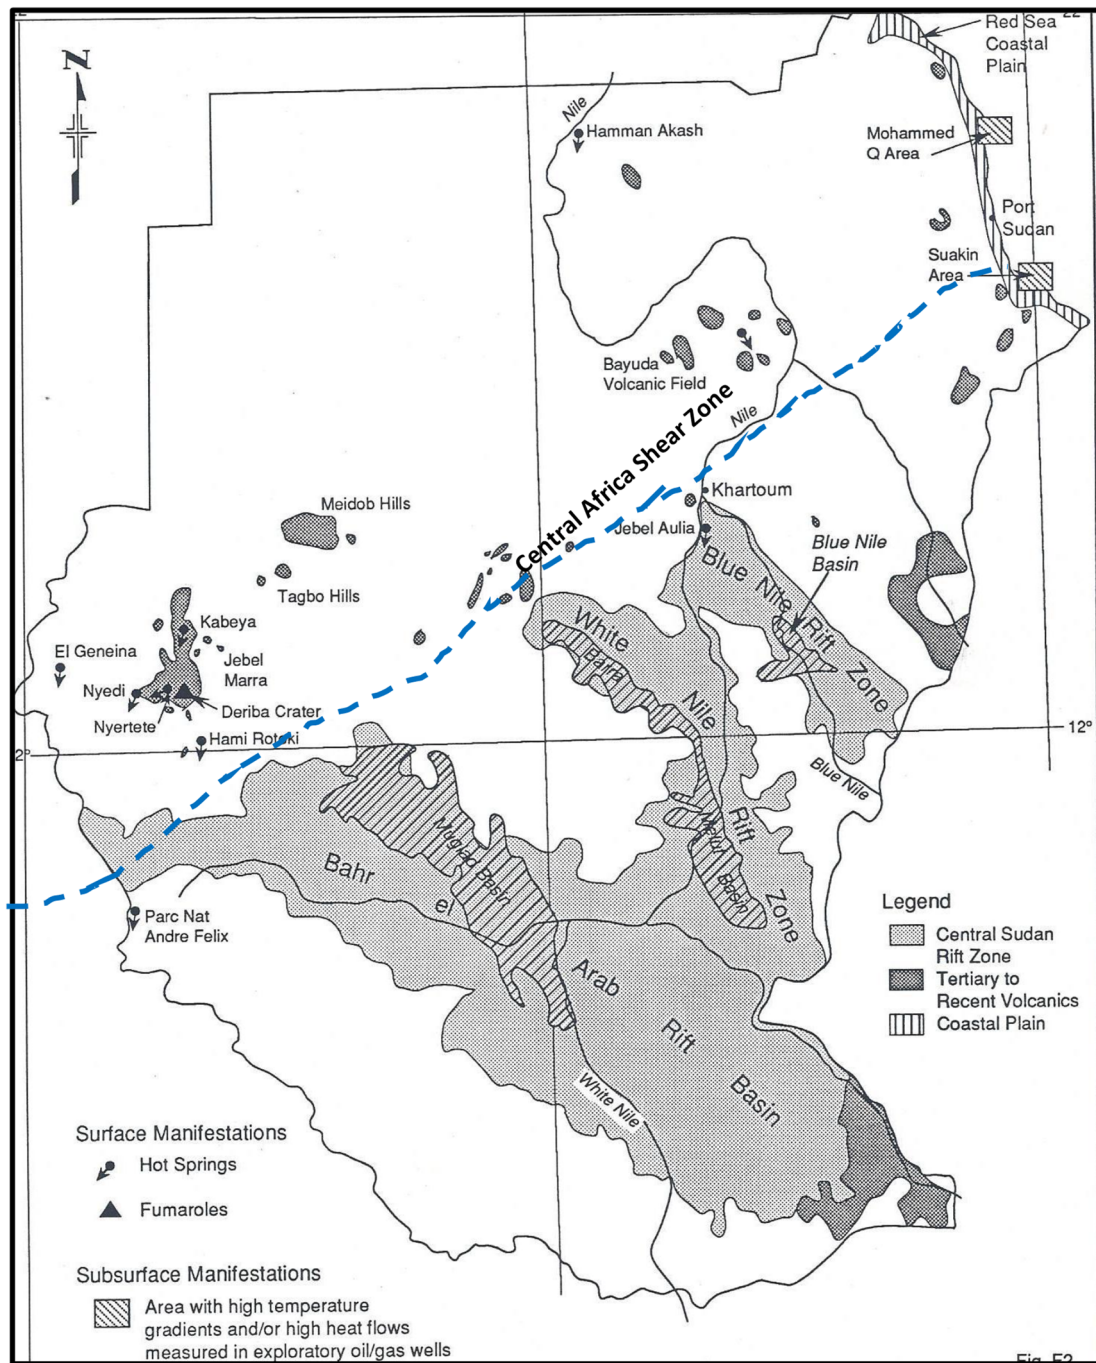 22
Red Sea
Coastal
Plain
N
Nile
Hamman Akash
Mohammed
Q Area
Port
Sudan
Suakin
Area
Bayuda
Volcanic Field
Nile
Central Africa Shear Zone
Khartoum
Meidob Hills
Jebel Aulia
Blue Nile
Basin
Blue Nile Rift Zone
Tagbo Hills
Kabeya
White Nile Rift Zone
Barra
El Geneina
Jebel
Marra
Nyedi
Nyertete
Deriba Crater
Hami Rotoki
12°
2°
Blue Nile
Muglad Basin
Melut Basin
Bahr el Arab Rift Basin
Parc Nat
Andre Felix
Legend
Central Sudan
Rift Zone
Tertiary to
Recent Volcanics
Coastal Plain
White Nile
Surface Manifestations
Hot Springs
Fumaroles
Subsurface Manifestations
Area with high temperature
gradients and/or high heat flows
measured in exploratory oil/gas wells